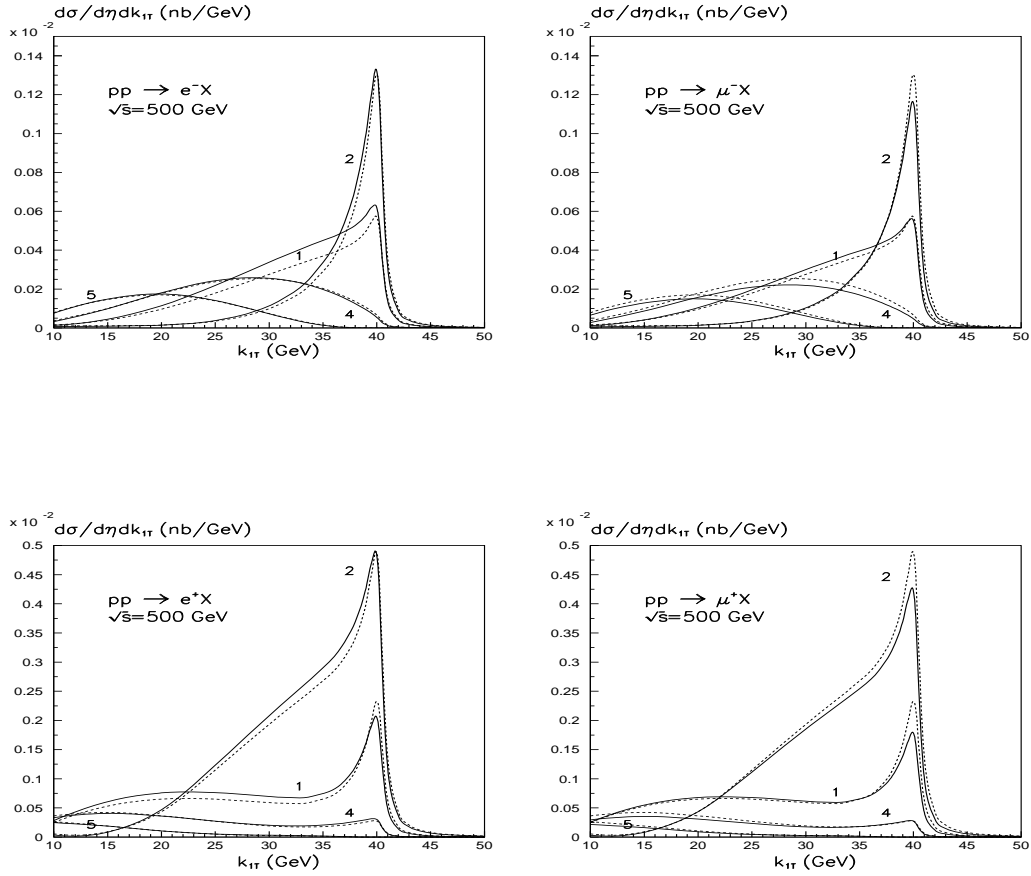 dσ/dηdk₁T (nb/GeV)
x 10 -2
0.14
0.12
0.1
0.08
0.06
0.04
0.02
0
pp → e⁻X
√s=500 GeV
2
1
5
4
10 15 20 25 30 35 40 45 50
k₁T (GeV)
dσ/dηdk₁T (nb/GeV)
x 10 -2
0.14
0.12
0.1
0.08
0.06
0.04
0.02
0
pp → μ⁻X
√s=500 GeV
2
1
5
4
10 15 20 25 30 35 40 45 50
k₁T (GeV)
dσ/dηdk₁T (nb/GeV)
x 10 -2
0.5
0.45
0.4
0.35
0.3
0.25
0.2
0.15
0.1
0.05
0
2
pp → e⁺X
√s=500 GeV
1
4
5
10 15 20 25 30 35 40 45 50
k₁T (GeV)
dσ/dηdk₁T (nb/GeV)
x 10 -2
0.5
0.45
0.4
0.35
0.3
0.25
0.2
0.15
0.1
0.05
0
2
pp → μ⁺X
√s=500 GeV
1
4
5
10 15 20 25 30 35 40 45 50
k₁T (GeV)